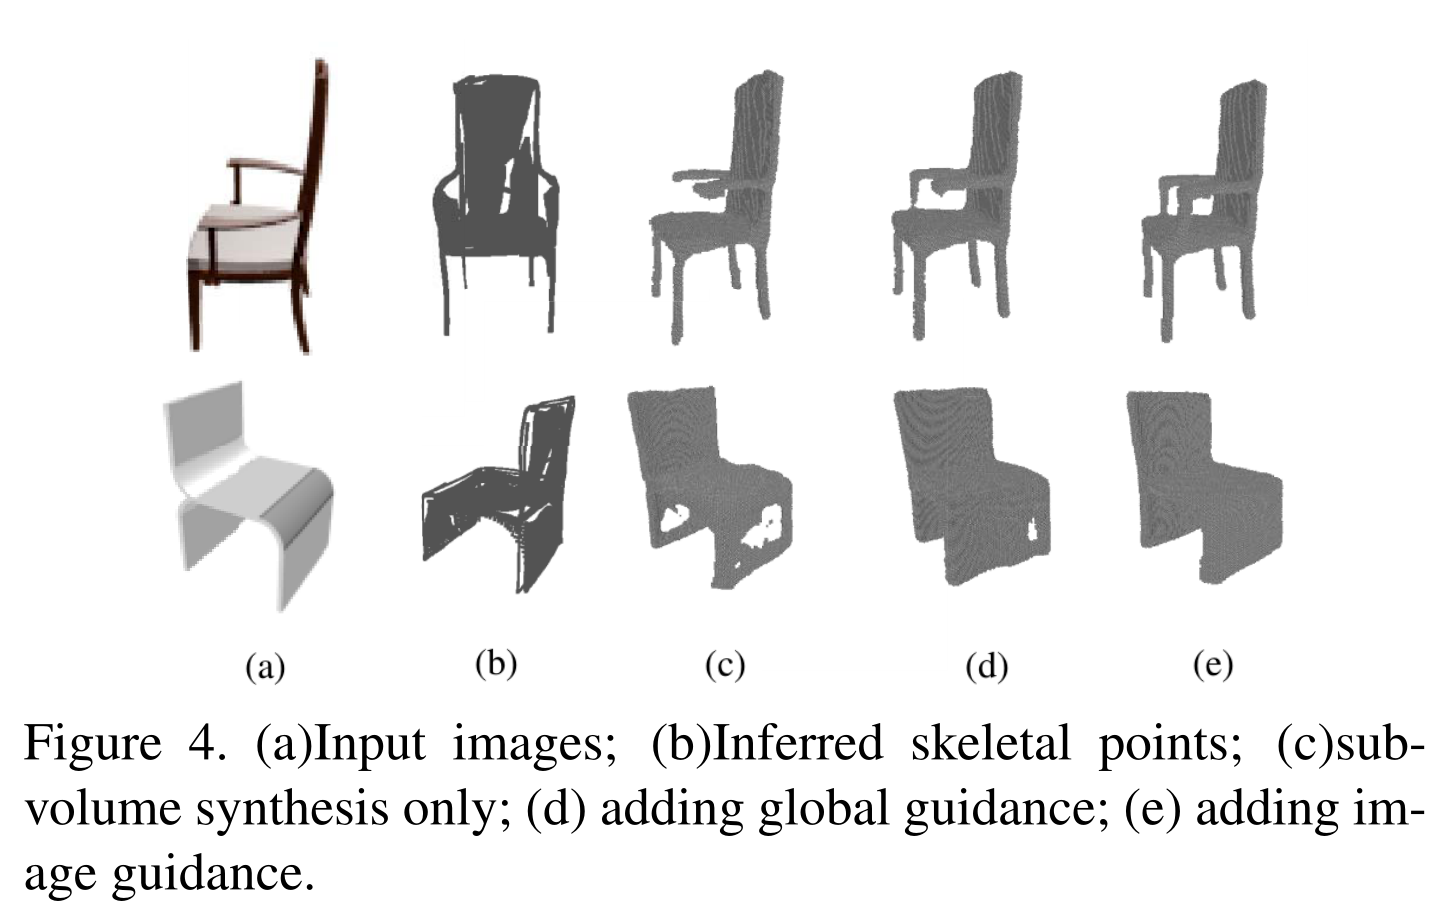 (a) (b) (c) (d) (e)
Figure 4. (a)Input images; (b)Inferred skeletal points; (c)sub-
volume synthesis only; (d) adding global guidance; (e) adding im-
age guidance.